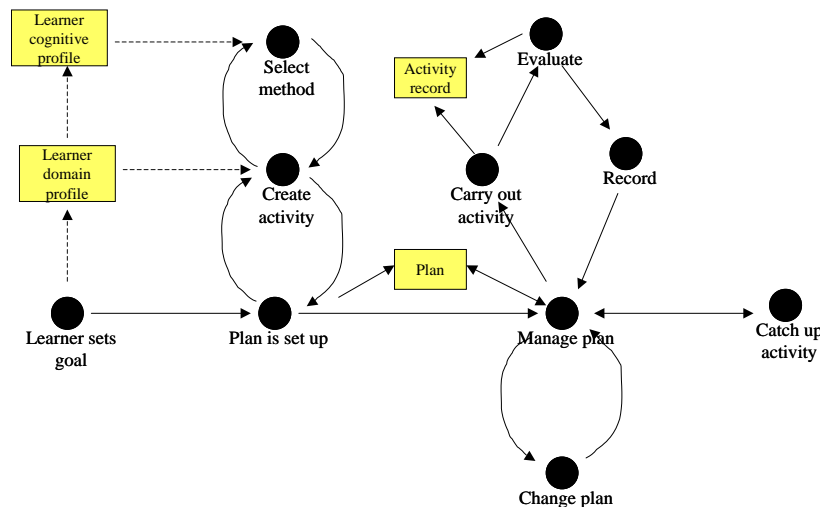 Learner
cognitive
profile
Select
method
Evaluate
Activity
record
Learner
domain
profile
Create
activity
Carry out
activity
Record
Plan
Learner sets
goal
Plan is set up
Manage plan
Catch up
activity
Change plan